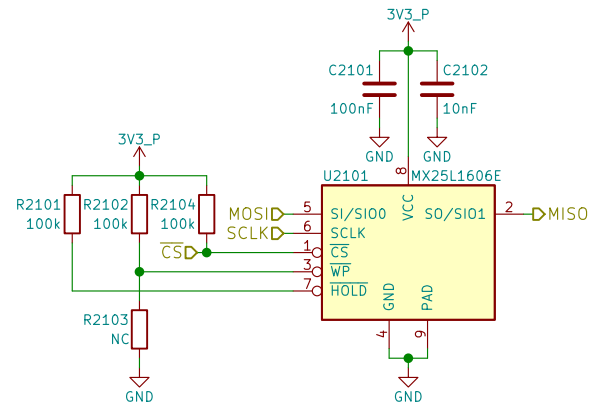 3V3_P
C2101
100nF
C2102
10nF
GND
GND
3V3_P
R2101
100k
R2102
100k
R2104
100k
U2101
MX25L1606E
8
VCC
MOSI
5
SI/SIO0
SO/SIO1
2
MISO
SCLK
6
SCLK
CS
1
CS
3
WP
7
HOLD
GND
PAD
4
9
R2103
NC
GND
GND